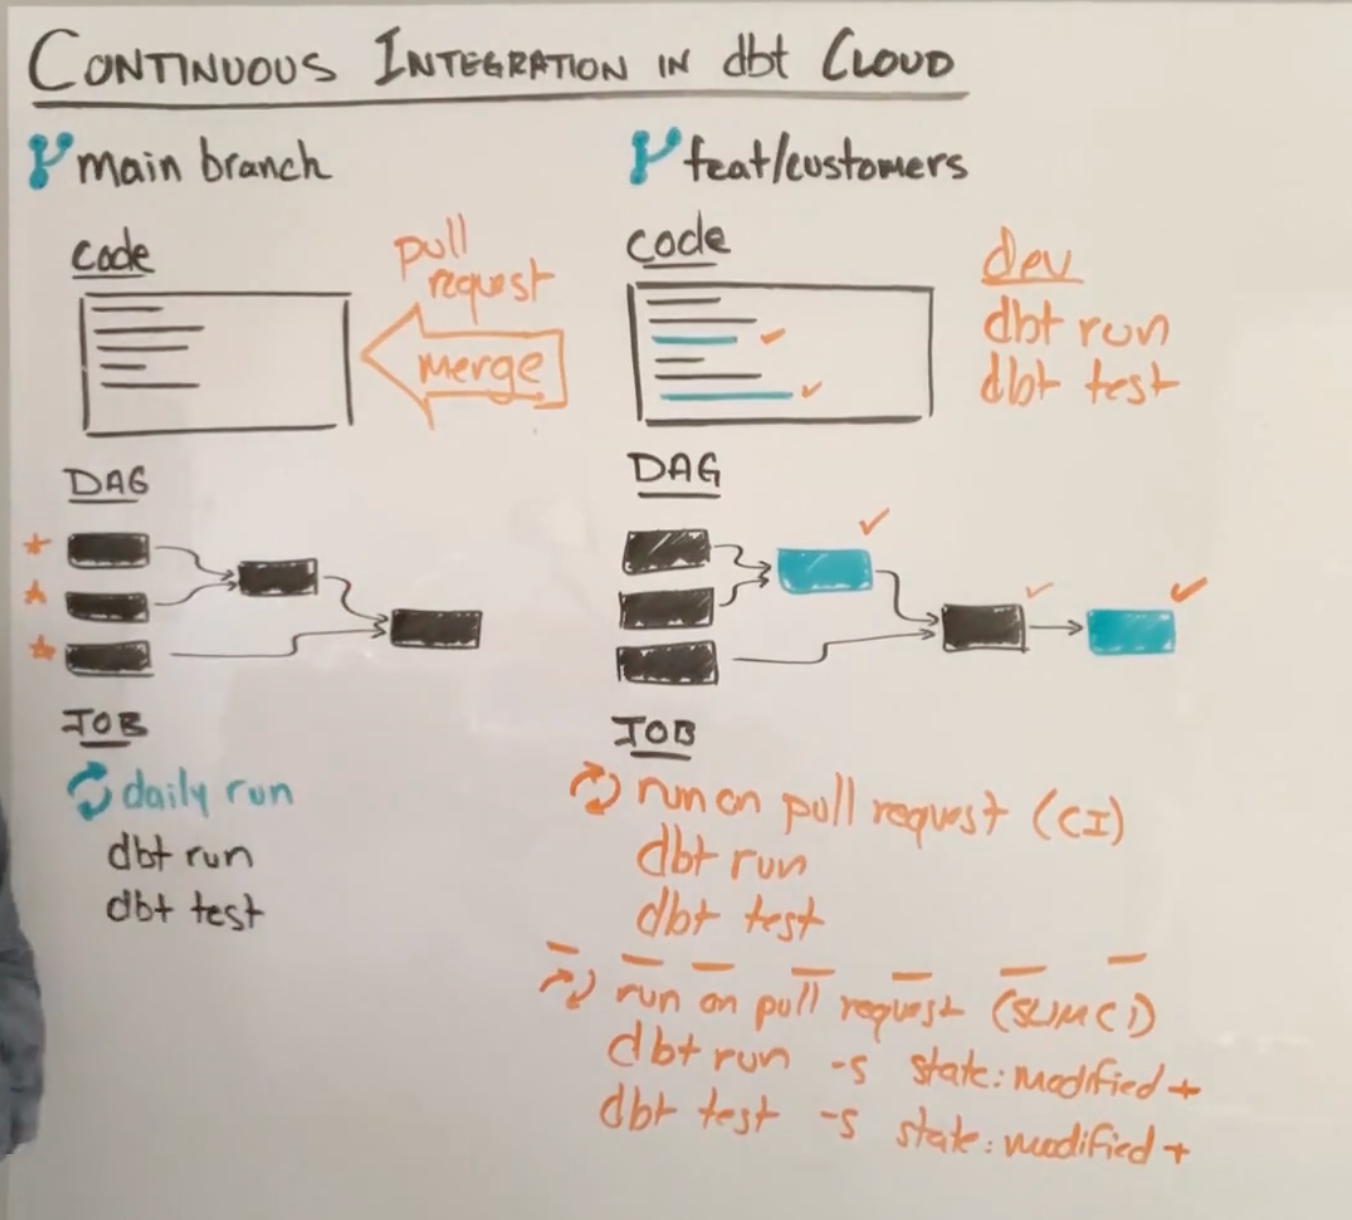 CONTINUOUS INTEGRATION IN dbt CLOUD
main branch
Code
pull
request
merge
DAG
JOB
daily run
dbt run
dbt test
feat/customers
Code
dev
dbt run
dbt test
DAG
JOB
run on pull request (CI)
dbt run
dbt test
run on pull request (SLIM CI)
dbt run -s state:modified+
dbt test -s state:modified+